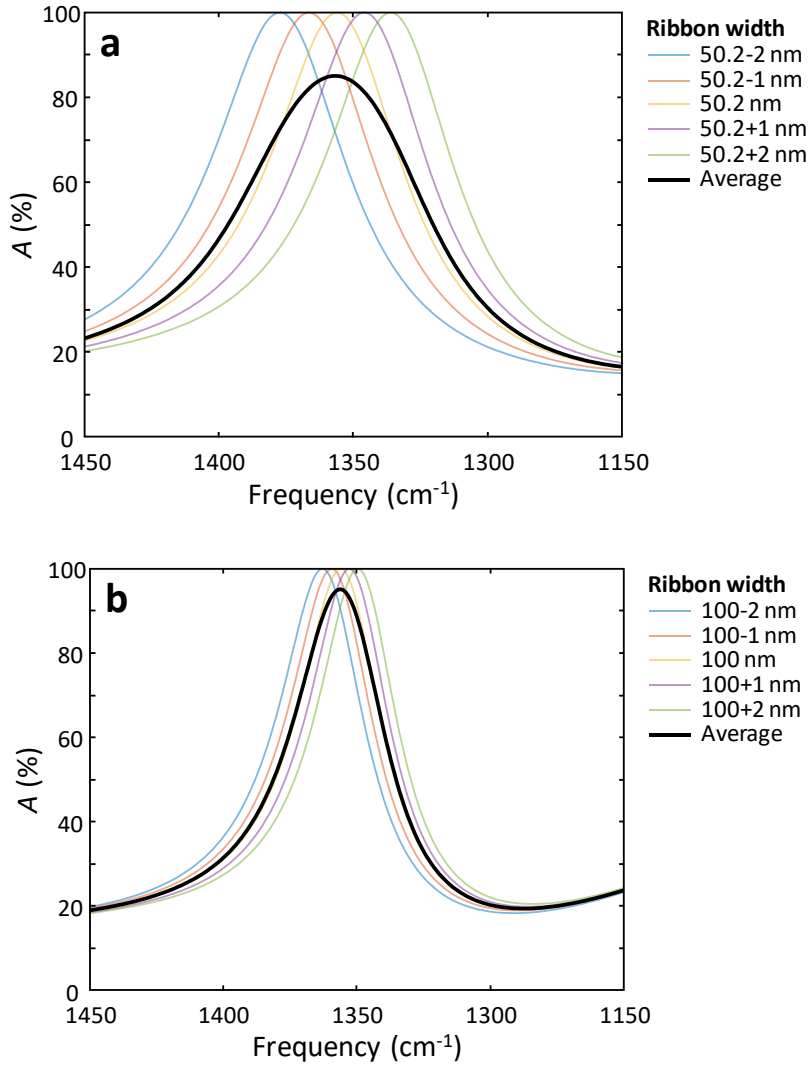 a
Ribbon width
50.2-2 nm
50.2-1 nm
50.2 nm
50.2+1 nm
50.2+2 nm
Average
A (%)
100
80
60
40
20
0
1450 1400 1350 1300 1150
Frequency (cm-1)
b
Ribbon width
100-2 nm
100-1 nm
100 nm
100+1 nm
100+2 nm
Average
A (%)
100
80
60
40
20
0
1450 1400 1350 1300 1150
Frequency (cm-1)